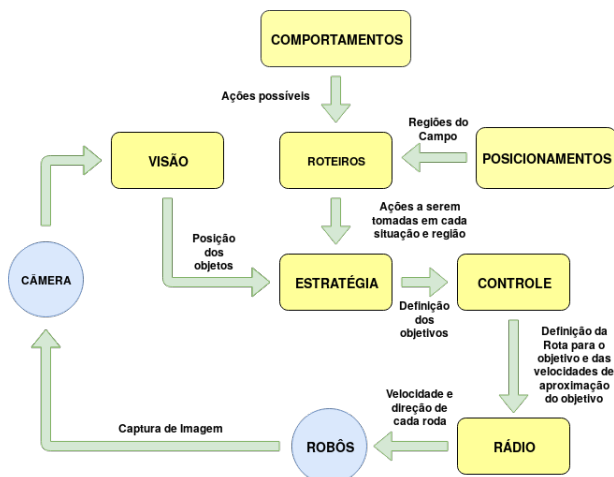 COMPORTAMENTOS
Ações possíveis
Regiões do
Campo
VISÃO
ROTEIROS
POSICIONAMENTOS
Ações a serem
tomadas em cada
situação e região
Posição
dos
objetos
CÂMERA
ESTRATÉGIA
CONTROLE
Definição
dos
objetivos
Definição da
Rota para o
objetivo e das
velocidades de
aproximação
do objetivo
Velocidade e
direção de
cada roda
Captura de Imagem
ROBÔS
RÁDIO